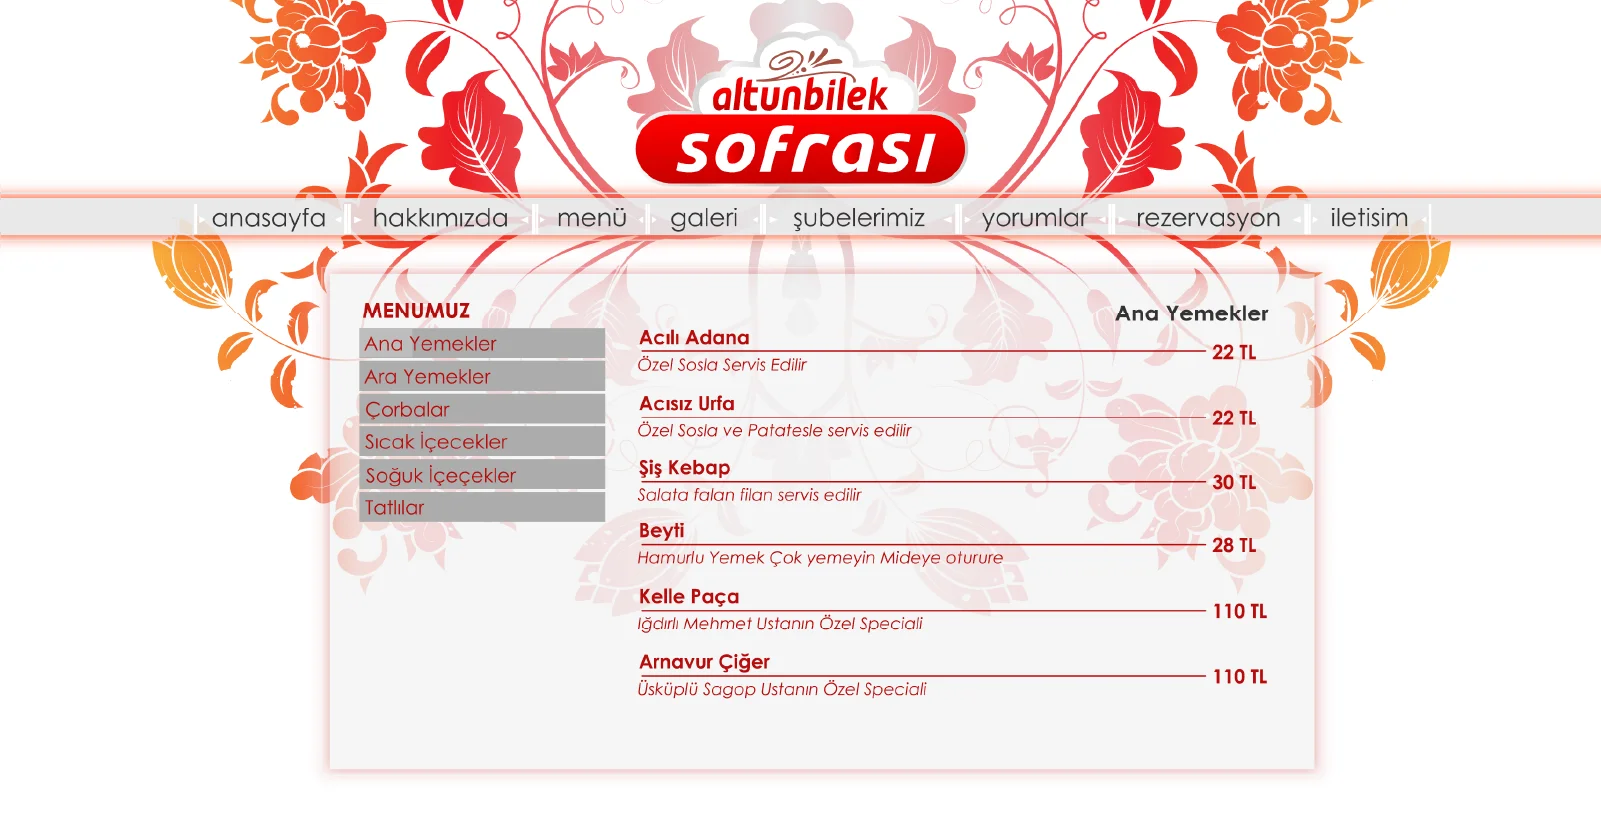 altunbilek
sofrası
anasayfa hakkımızda menü galeri şubelerimiz yorumlar rezervasyon iletisim
MENUMUZ
Ana Yemekler
Ara Yemekler
Çorbalar
Sıcak İçecekler
Soğuk İçeçekler
Tatlılar
Ana Yemekler
Acılı Adana
22 TL
Özel Sosla Servis Edilir
Acısız Urfa
22 TL
Özel Sosla ve Patatesle servis edilir
Şiş Kebap
30 TL
Salata falan filan servis edilir
Beyti
28 TL
Hamurlu Yemek Çok yemeyin Mideye oturure
Kelle Paça
110 TL
Iğdırlı Mehmet Ustanın Özel Speciali
Arnavur Çiğer
110 TL
Üsküplü Sagop Ustanın Özel Speciali